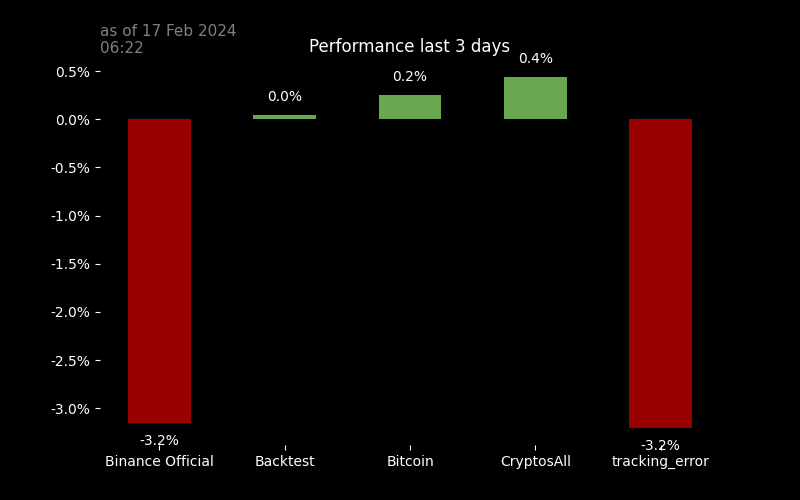 as of 17 Feb 2024
06:22
Performance last 3 days
0.5%
0.0%
-0.5%
-1.0%
-1.5%
-2.0%
-2.5%
-3.0%
-3.2%
0.0%
0.2%
0.4%
-3.2%
Binance Official
Backtest
Bitcoin
CryptosAll
tracking_error